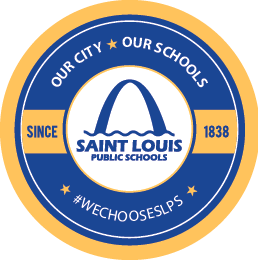 OUR CITY ★ OUR SCHOOLS
SINCE 1838
SAINT LOUIS
PUBLIC SCHOOLS
★ #WECHOOSESLPS ★